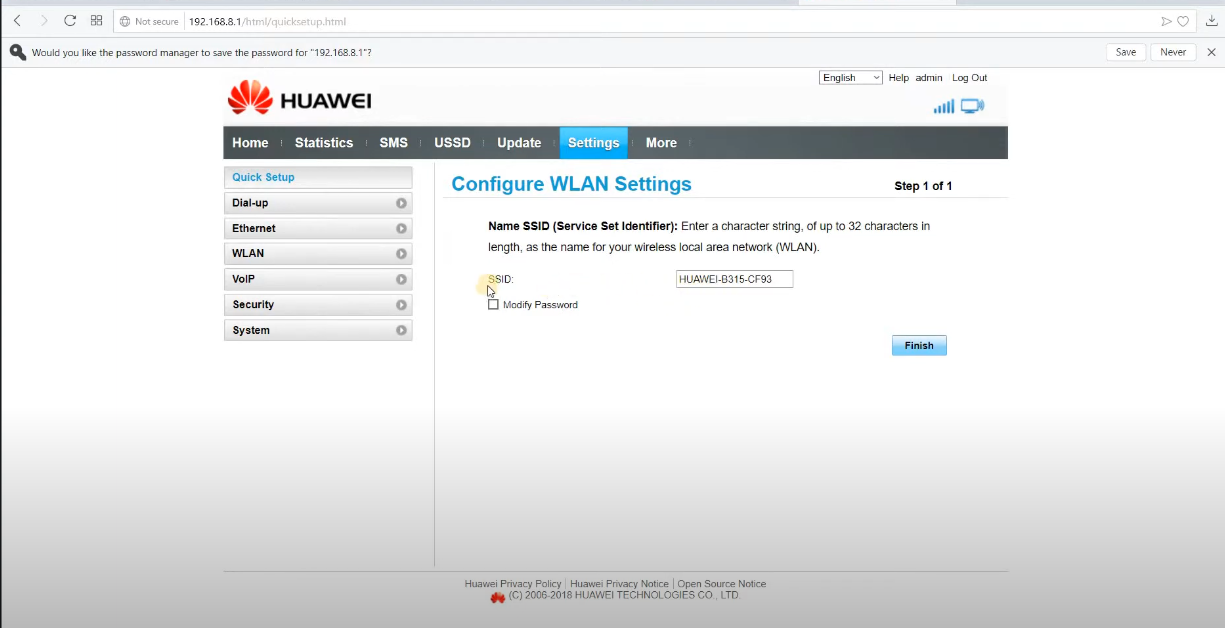 Not secure 192.168.8.1/html/quicksetup.html
Would you like the password manager to save the password for "192.168.8.1"? Save Never
English Help admin Log Out
HUAWEI
Home Statistics SMS USSD Update Settings More
Quick Setup
Dial-up
Ethernet
WLAN
VoIP
Security
System
Configure WLAN Settings Step 1 of 1
Name SSID (Service Set Identifier): Enter a character string, of up to 32 characters in
length, as the name for your wireless local area network (WLAN).
SSID: HUAWEI-B315-CF93
Modify Password
Finish
Huawei Privacy Policy | Huawei Privacy Notice | Open Source Notice
(C) 2006-2018 HUAWEI TECHNOLOGIES CO., LTD.